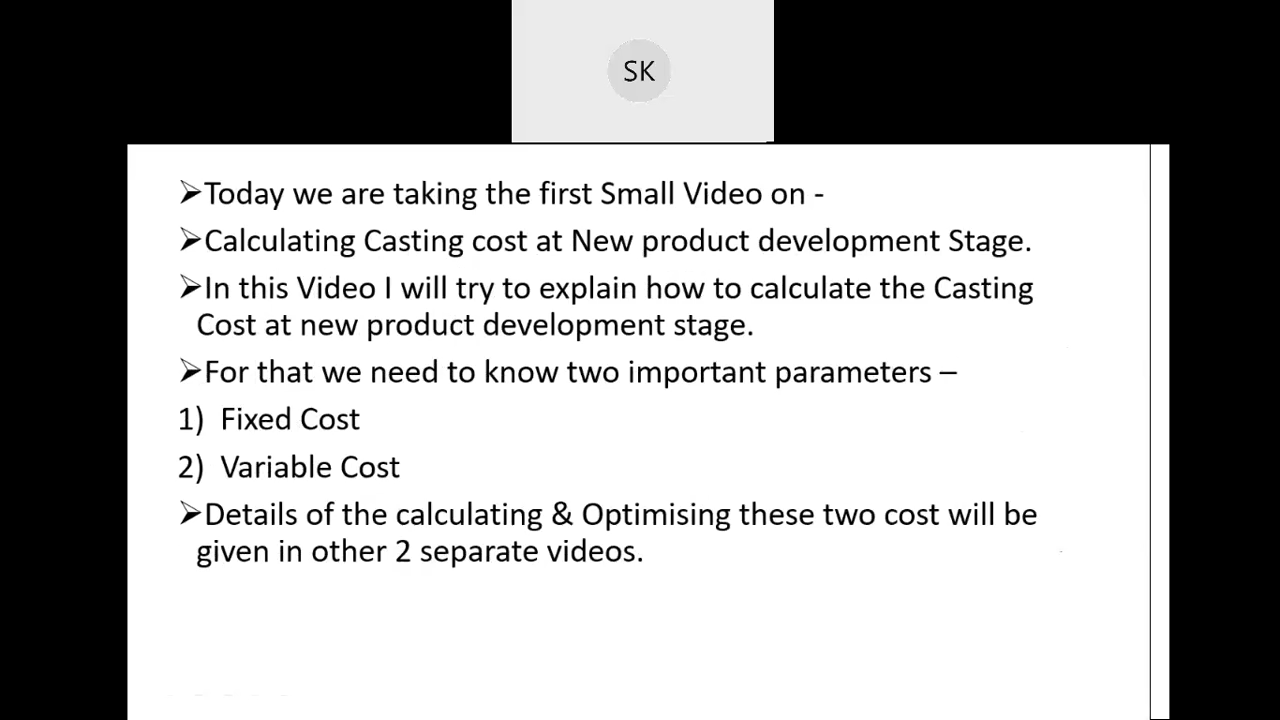 SK
➢Today we are taking the first Small Video on -
➢Calculating Casting cost at New product development Stage.
➢In this Video I will try to explain how to calculate the Casting
Cost at new product development stage.
➢For that we need to know two important parameters –
1) Fixed Cost
2) Variable Cost
➢Details of the calculating & Optimising these two cost will be
given in other 2 separate videos.